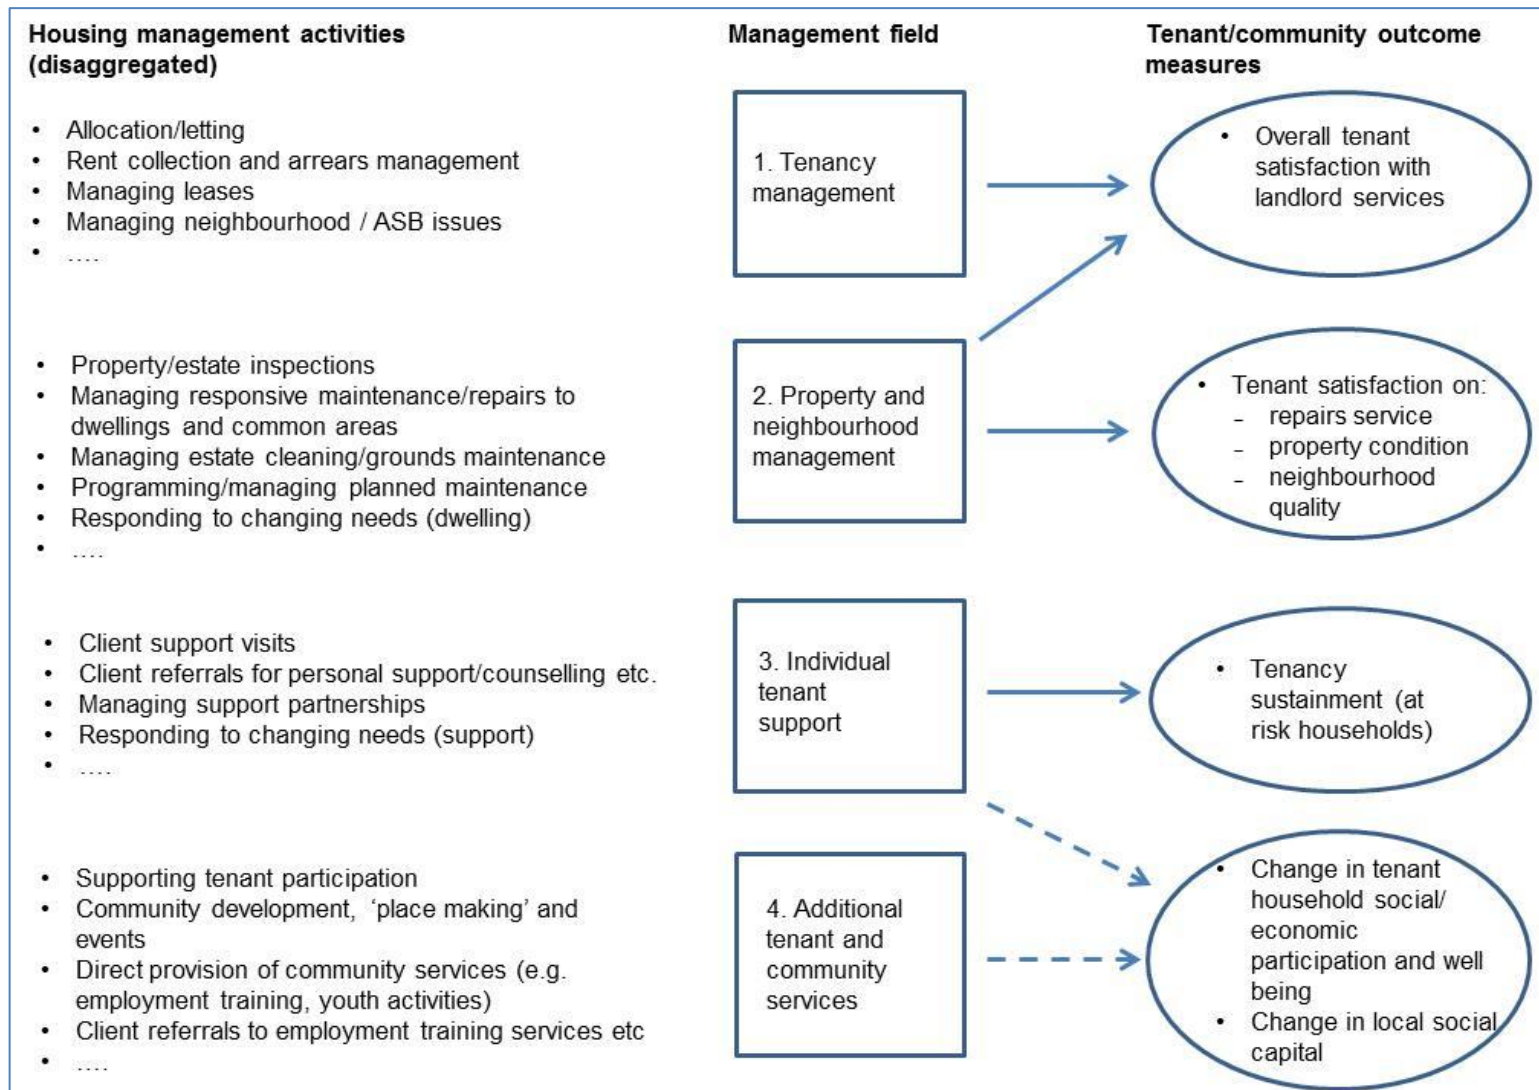 Housing management activities
(disaggregated)
Management field
Tenant/community outcome
measures
• Allocation/letting
• Rent collection and arrears management
• Managing leases
• Managing neighbourhood / ASB issues
• ….
1. Tenancy
management
• Overall tenant
satisfaction with
landlord services
• Property/estate inspections
• Managing responsive maintenance/repairs to
dwellings and common areas
• Managing estate cleaning/grounds maintenance
• Programming/managing planned maintenance
• Responding to changing needs (dwelling)
• ….
2. Property and
neighbourhood
management
• Tenant satisfaction on:
- repairs service
- property condition
- neighbourhood
quality
• Client support visits
• Client referrals for personal support/counselling etc.
• Managing support partnerships
• Responding to changing needs (support)
• ….
3. Individual
tenant
support
• Tenancy
sustainment (at
risk households)
• Supporting tenant participation
• Community development, ‘place making’ and
events
• Direct provision of community services (e.g.
employment training, youth activities)
• Client referrals to employment training services etc
• ….
4. Additional
tenant and
community
services
• Change in tenant
household social/
economic
participation and well
being
• Change in local social
capital